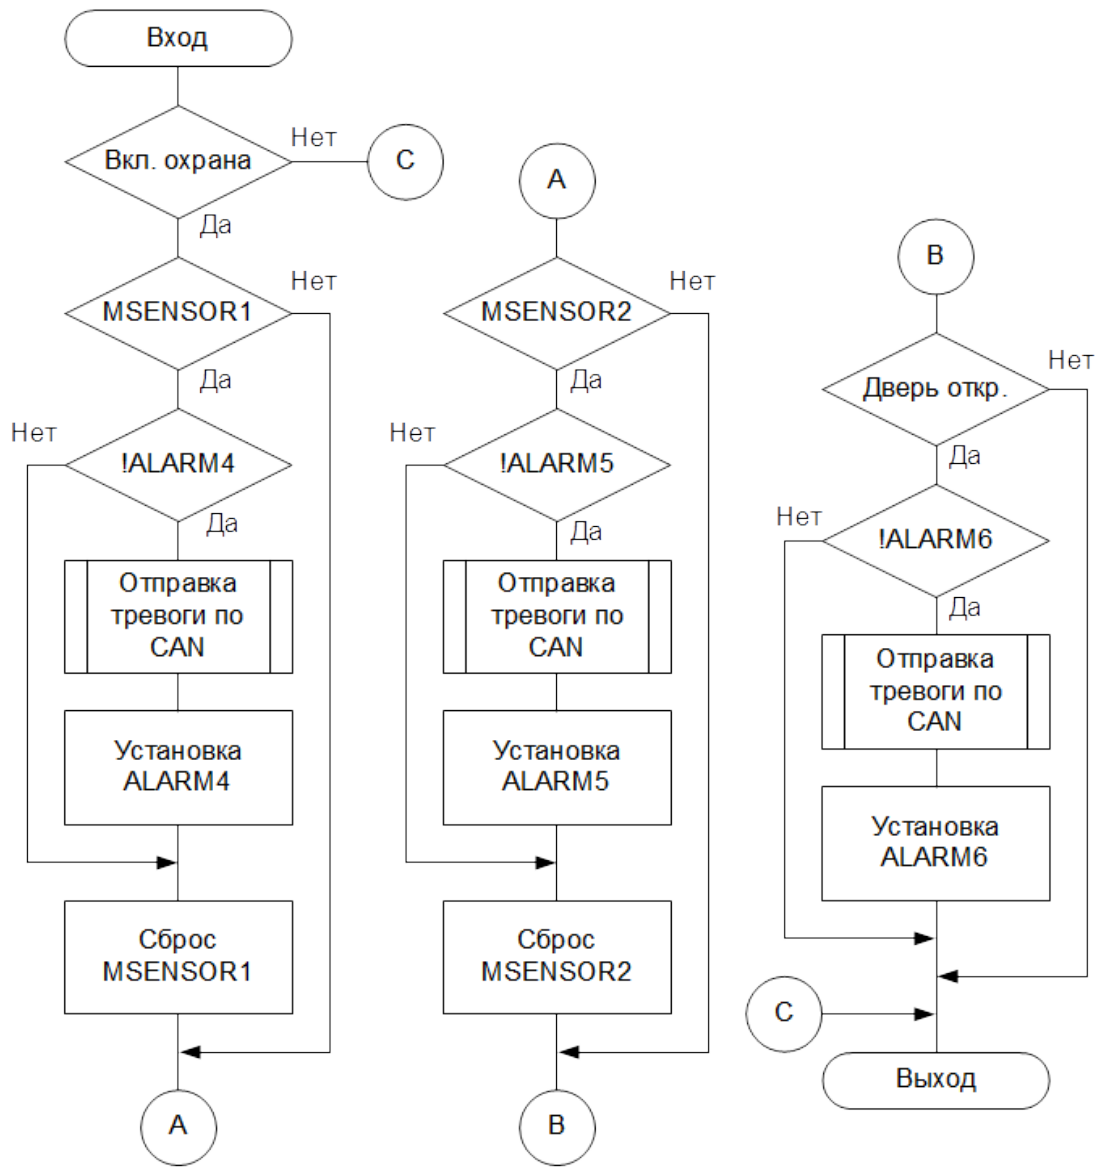 Вход
Вкл. охрана
Нет
C
Да
MSENSOR1
Нет
Да
!ALARM4
Нет
Да
Отправка
тревоги по
CAN
Установка
ALARM4
Сброс
MSENSOR1
A
A
MSENSOR2
Нет
Да
!ALARM5
Нет
Да
Отправка
тревоги по
CAN
Установка
ALARM5
Сброс
MSENSOR2
B
B
Дверь откр.
Нет
Да
!ALARM6
Нет
Да
Отправка
тревоги по
CAN
Установка
ALARM6
C
Выход